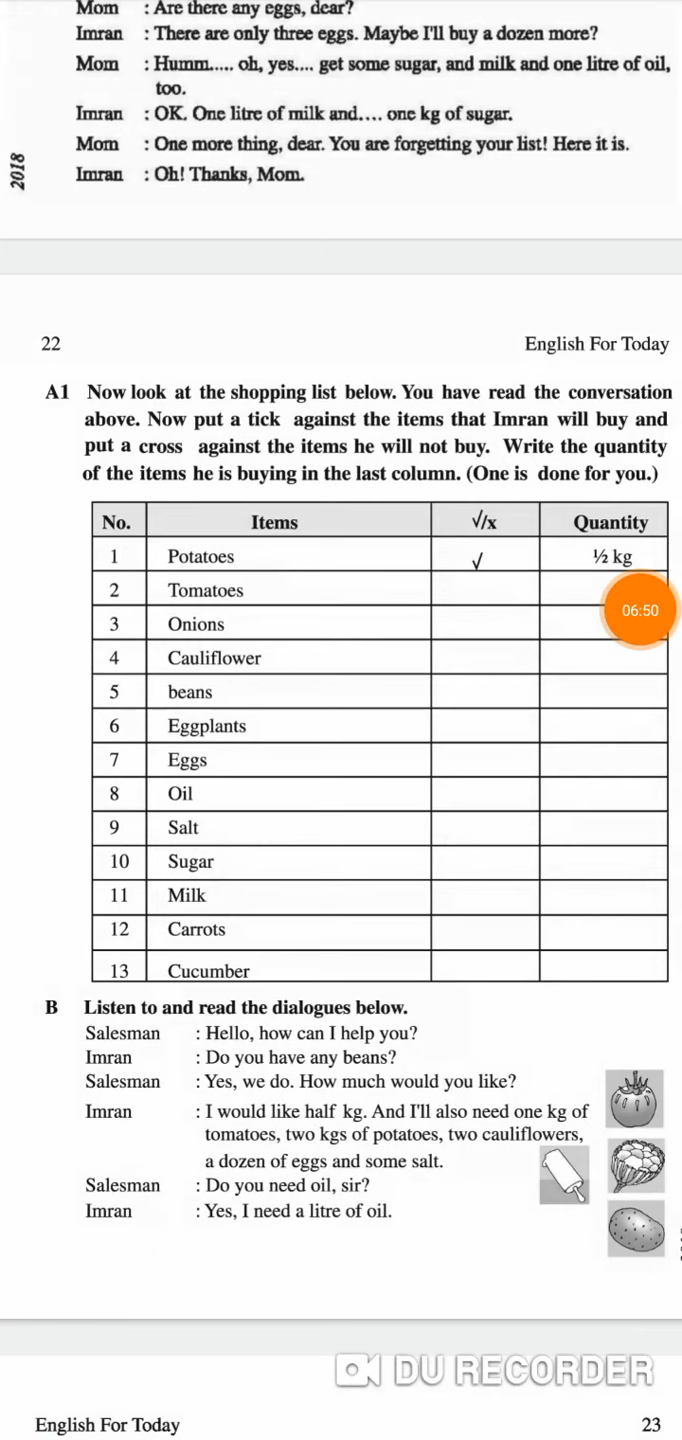 Mom : Are there any eggs, dear?
Imran : There are only three eggs. Maybe I'll buy a dozen more?
Mom : Humm..... oh, yes.... get some sugar, and milk and one litre of oil,
too.
Imran : OK. One litre of milk and.... one kg of sugar.
Mom : One more thing, dear. You are forgetting your list! Here it is.
Imran : Oh! Thanks, Mom.
2018
22 English For Today
A1 Now look at the shopping list below. You have read the conversation
above. Now put a tick against the items that Imran will buy and
put a cross against the items he will not buy. Write the quantity
of the items he is buying in the last column. (One is done for you.)
No. Items √/x Quantity
1 Potatoes √ ½ kg
2 Tomatoes
06:50
3 Onions
4 Cauliflower
5 beans
6 Eggplants
7 Eggs
8 Oil
9 Salt
10 Sugar
11 Milk
12 Carrots
13 Cucumber
B Listen to and read the dialogues below.
Salesman : Hello, how can I help you?
Imran : Do you have any beans?
Salesman : Yes, we do. How much would you like?
Imran : I would like half kg. And I'll also need one kg of
tomatoes, two kgs of potatoes, two cauliflowers,
a dozen of eggs and some salt.
Salesman : Do you need oil, sir?
Imran : Yes, I need a litre of oil.
DU RECORDER
English For Today 23